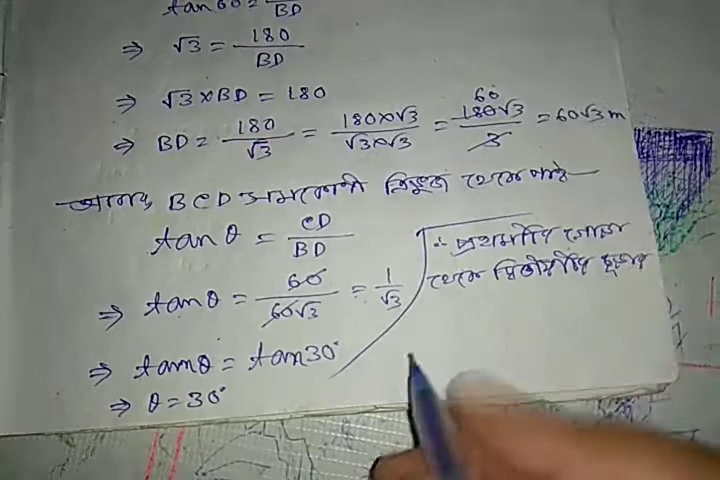 tan 60° = /BD
⇒ √3 = 180/BD
⇒ √3 × BD = 180
⇒ BD = 180/√3 = 180×√3/√3×√3 = 180√3/3 60 = 60√3 m
আবার, BCD সমকোণী ত্রিভুজ থেকে পাই—
tan θ = CD/BD
⇒ tan θ = 60/60√3 = 1/√3
⇒ tan θ = tan 30°
⇒ θ = 30°
∴ প্রথমটির গোড়া
থেকে দ্বিতীয়টির চূড়ার